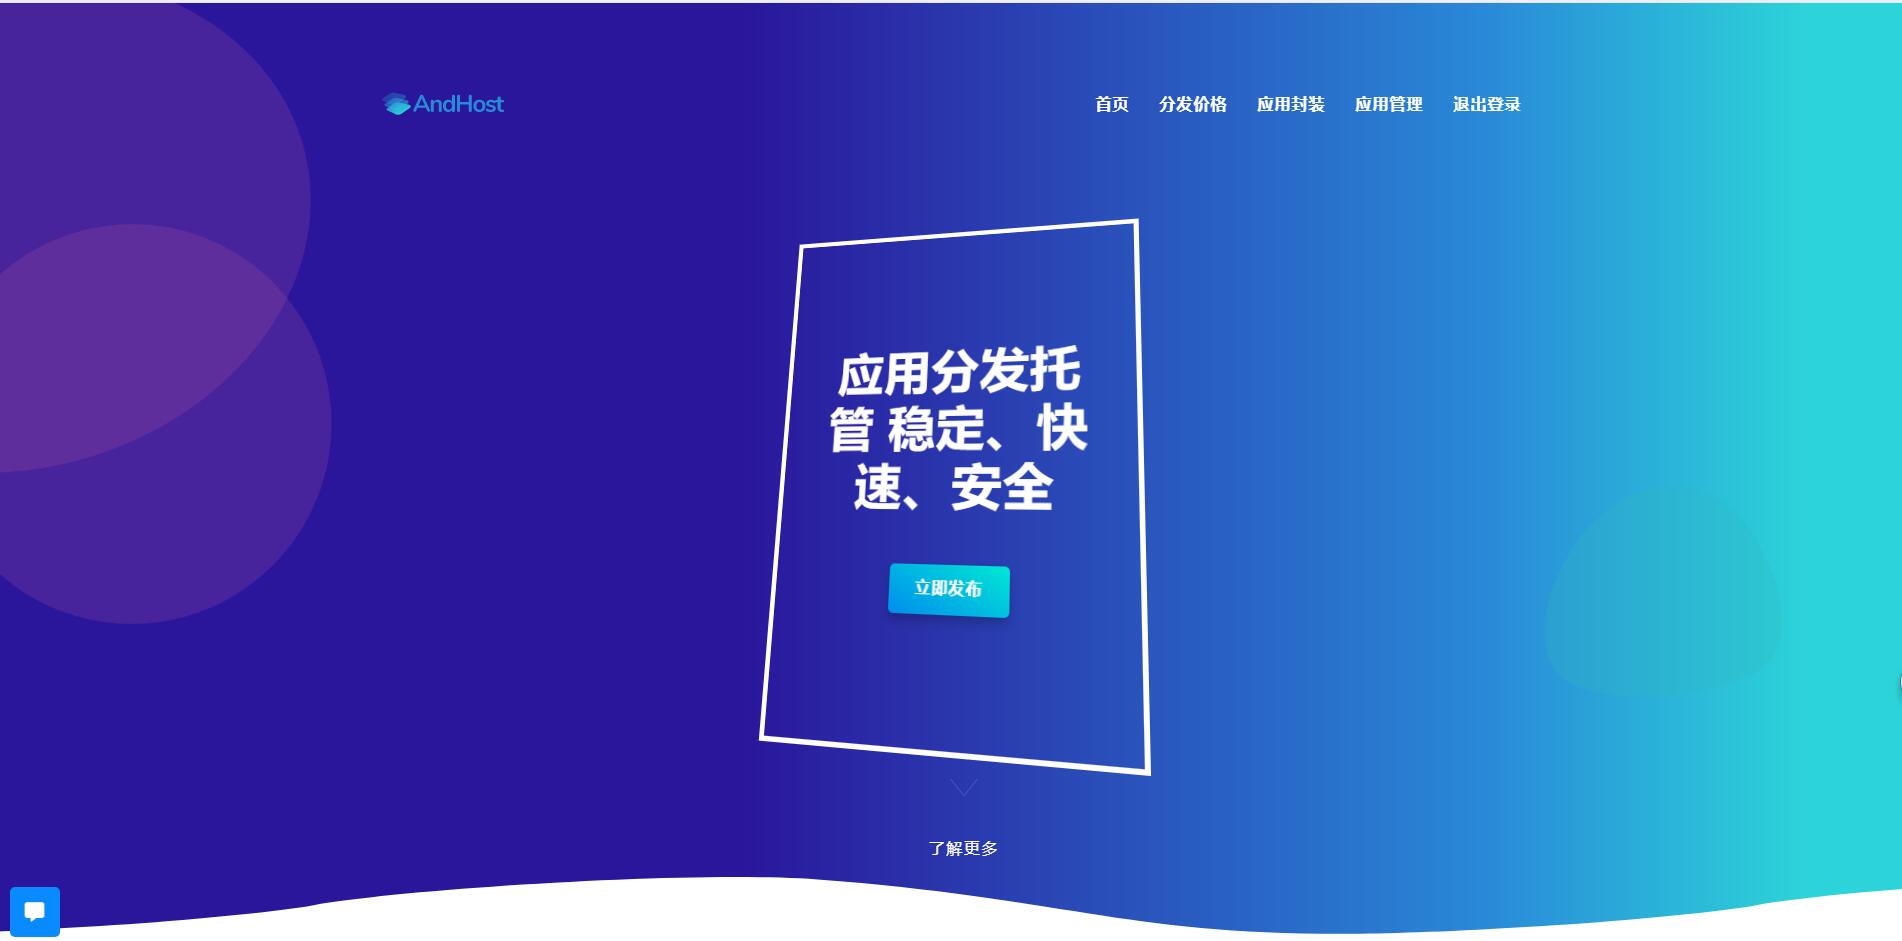 AndHost
首页 分发价格 应用封装 应用管理 退出登录
应用分发托
管 稳定、快
速、安全
立即发布
了解更多